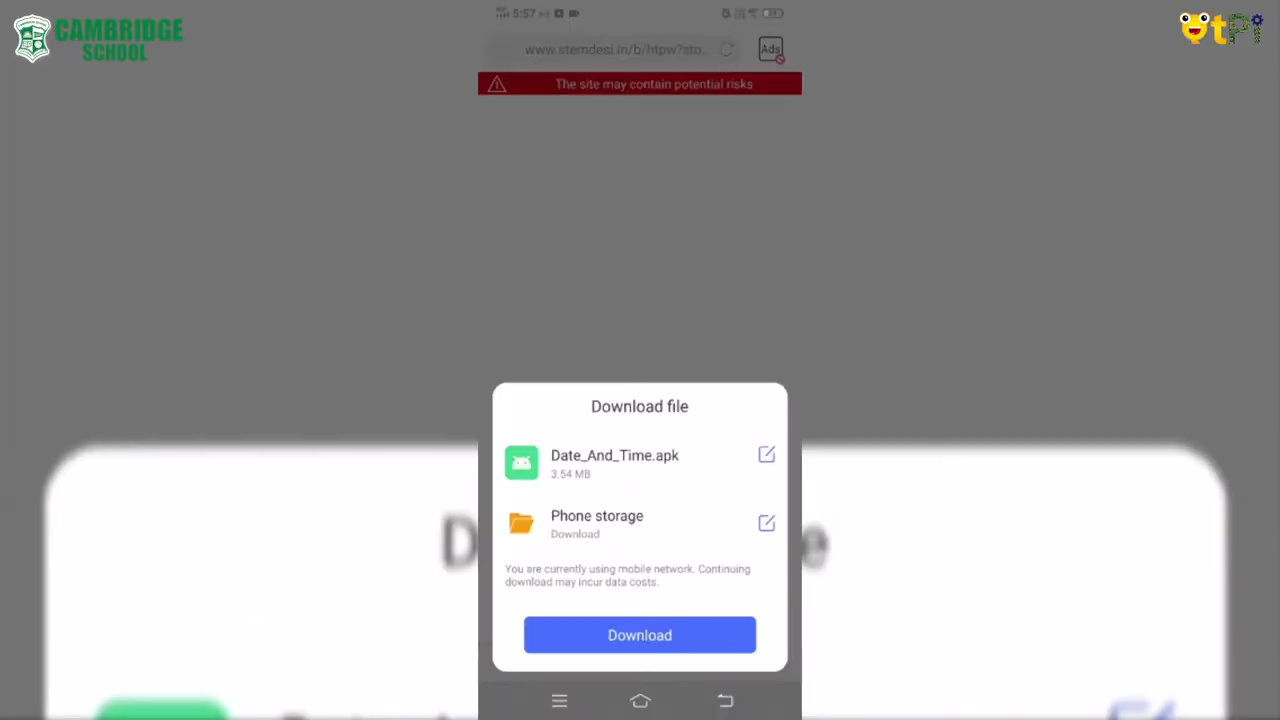 CAMBRIDGE
SCHOOL
5:57
www.stemdesi.in/b/htpw?sto..
Ads
The site may contain potential risks
Download file
Date_And_Time.apk
3.54 MB
Phone storage
Download
You are currently using mobile network. Continuing
download may incur data costs.
Download